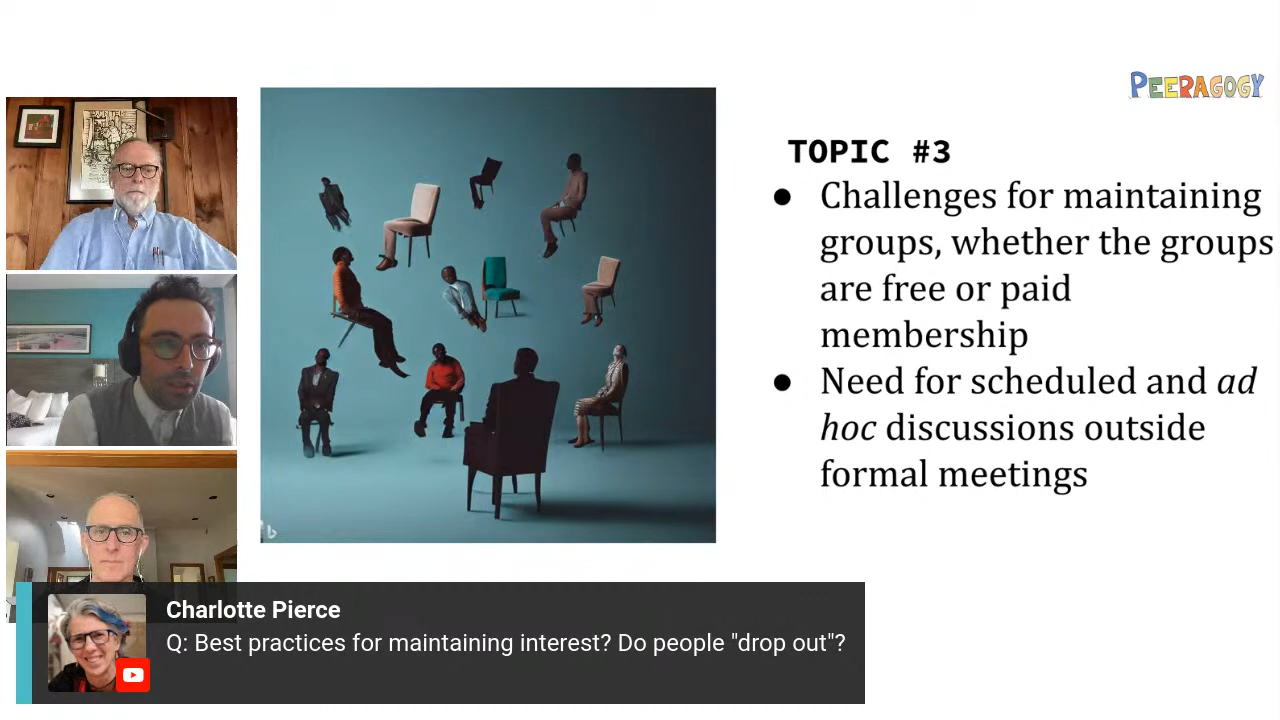 PEERAGOGY
TOPIC #3
● Challenges for maintaining
groups, whether the groups
are free or paid
membership
● Need for scheduled and ad
hoc discussions outside
formal meetings
Charlotte Pierce
Q: Best practices for maintaining interest? Do people "drop out"?